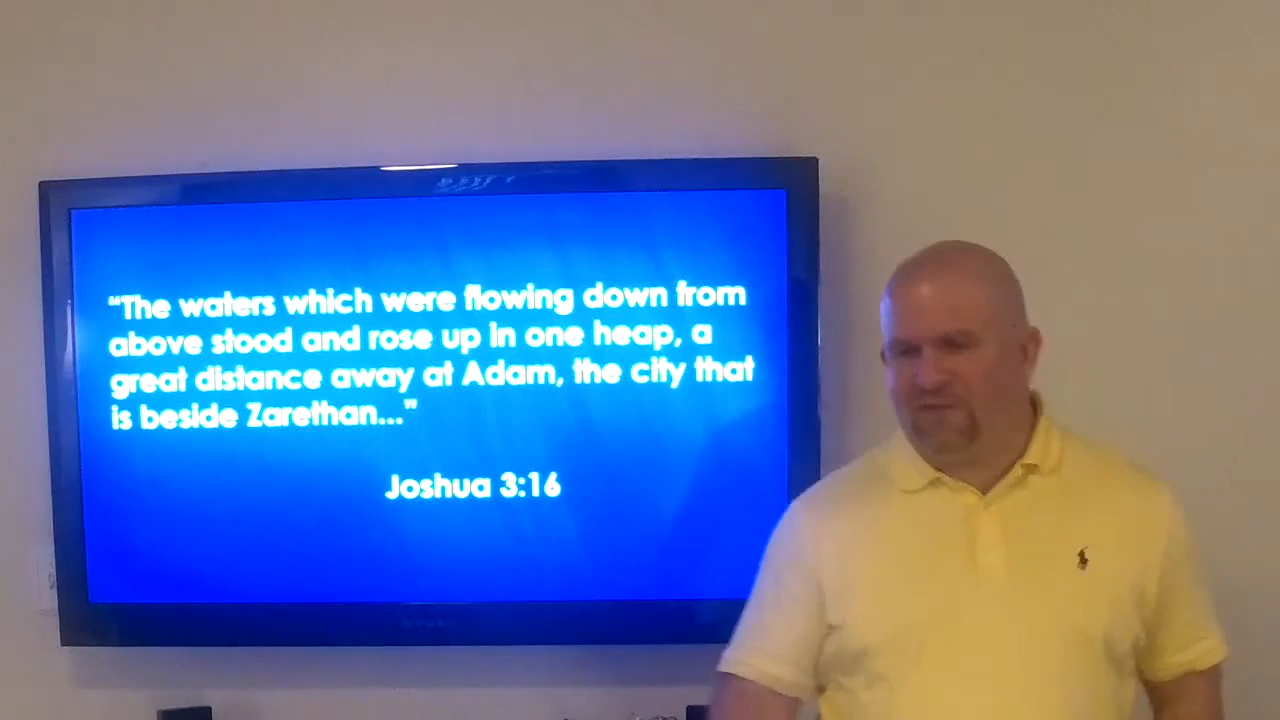 “The waters which were flowing down from
above stood and rose up in one heap, a
great distance away at Adam, the city that
is beside Zarethan...”
Joshua 3:16